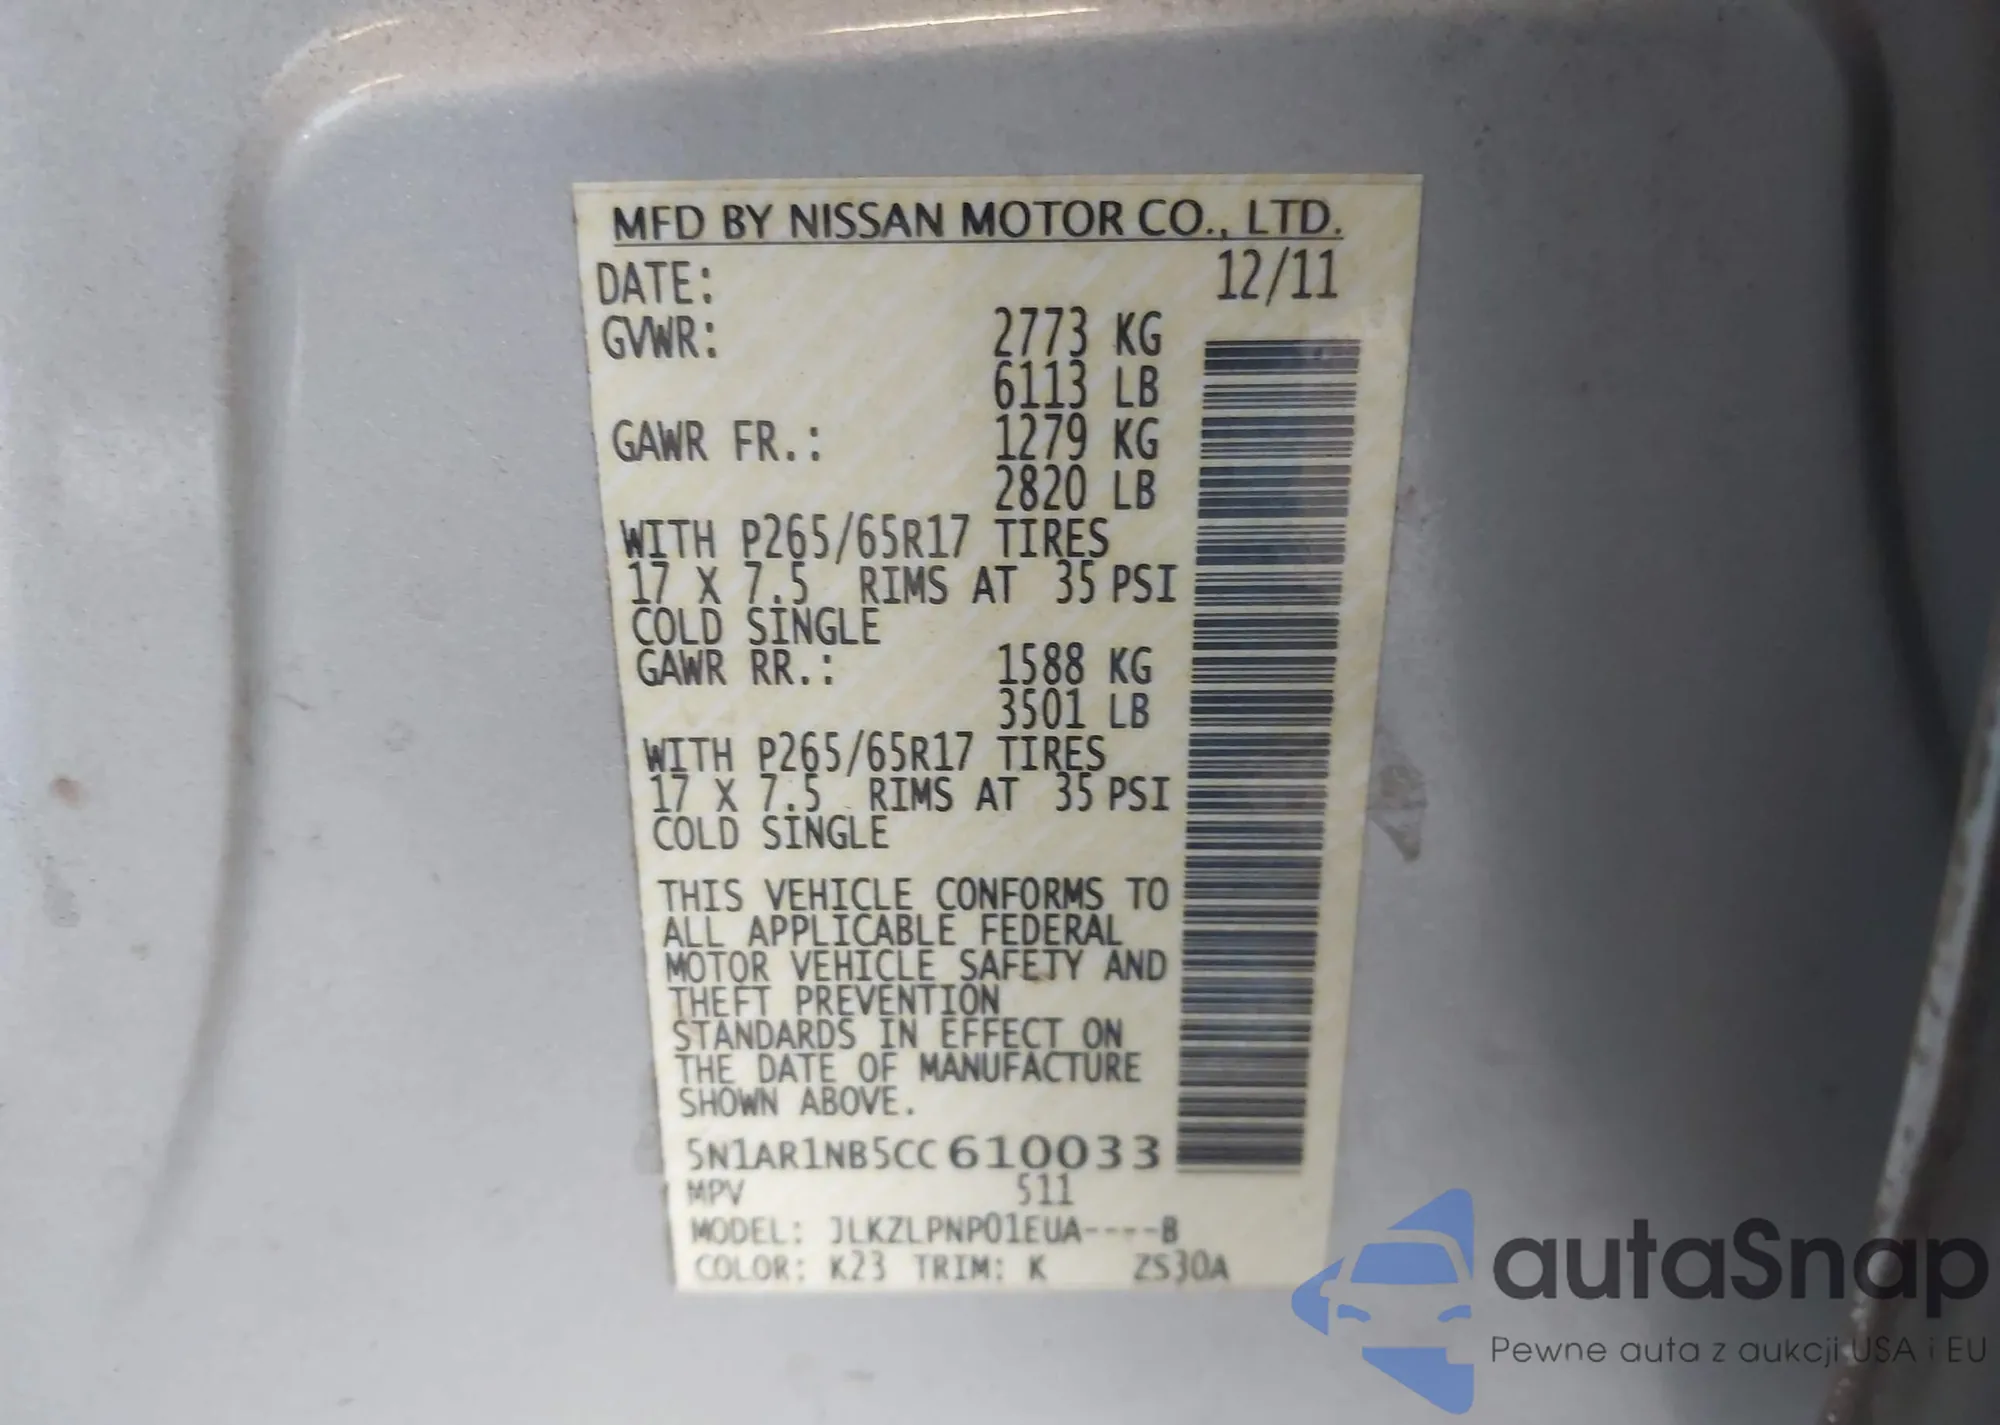 MFD BY NISSAN MOTOR CO., LTD.
DATE: 12/11
GVWR: 2773 KG
6113 LB
GAWR FR.: 1279 KG
2820 LB
WITH P265/65R17 TIRES
17 X 7.5 RIMS AT 35 PSI
COLD SINGLE
GAWR RR.: 1588 KG
3501 LB
WITH P265/65R17 TIRES
17 X 7.5 RIMS AT 35 PSI
COLD SINGLE
THIS VEHICLE CONFORMS TO
ALL APPLICABLE FEDERAL
MOTOR VEHICLE SAFETY AND
THEFT PREVENTION
STANDARDS IN EFFECT ON
THE DATE OF MANUFACTURE
SHOWN ABOVE.
5N1AR1NB5CC610033
MPV 511
MODEL: JLKZLPNP01EUA----B
COLOR: K23 TRIM: K ZS30A
autaSnap
Pewne auta z aukcji USA i EU